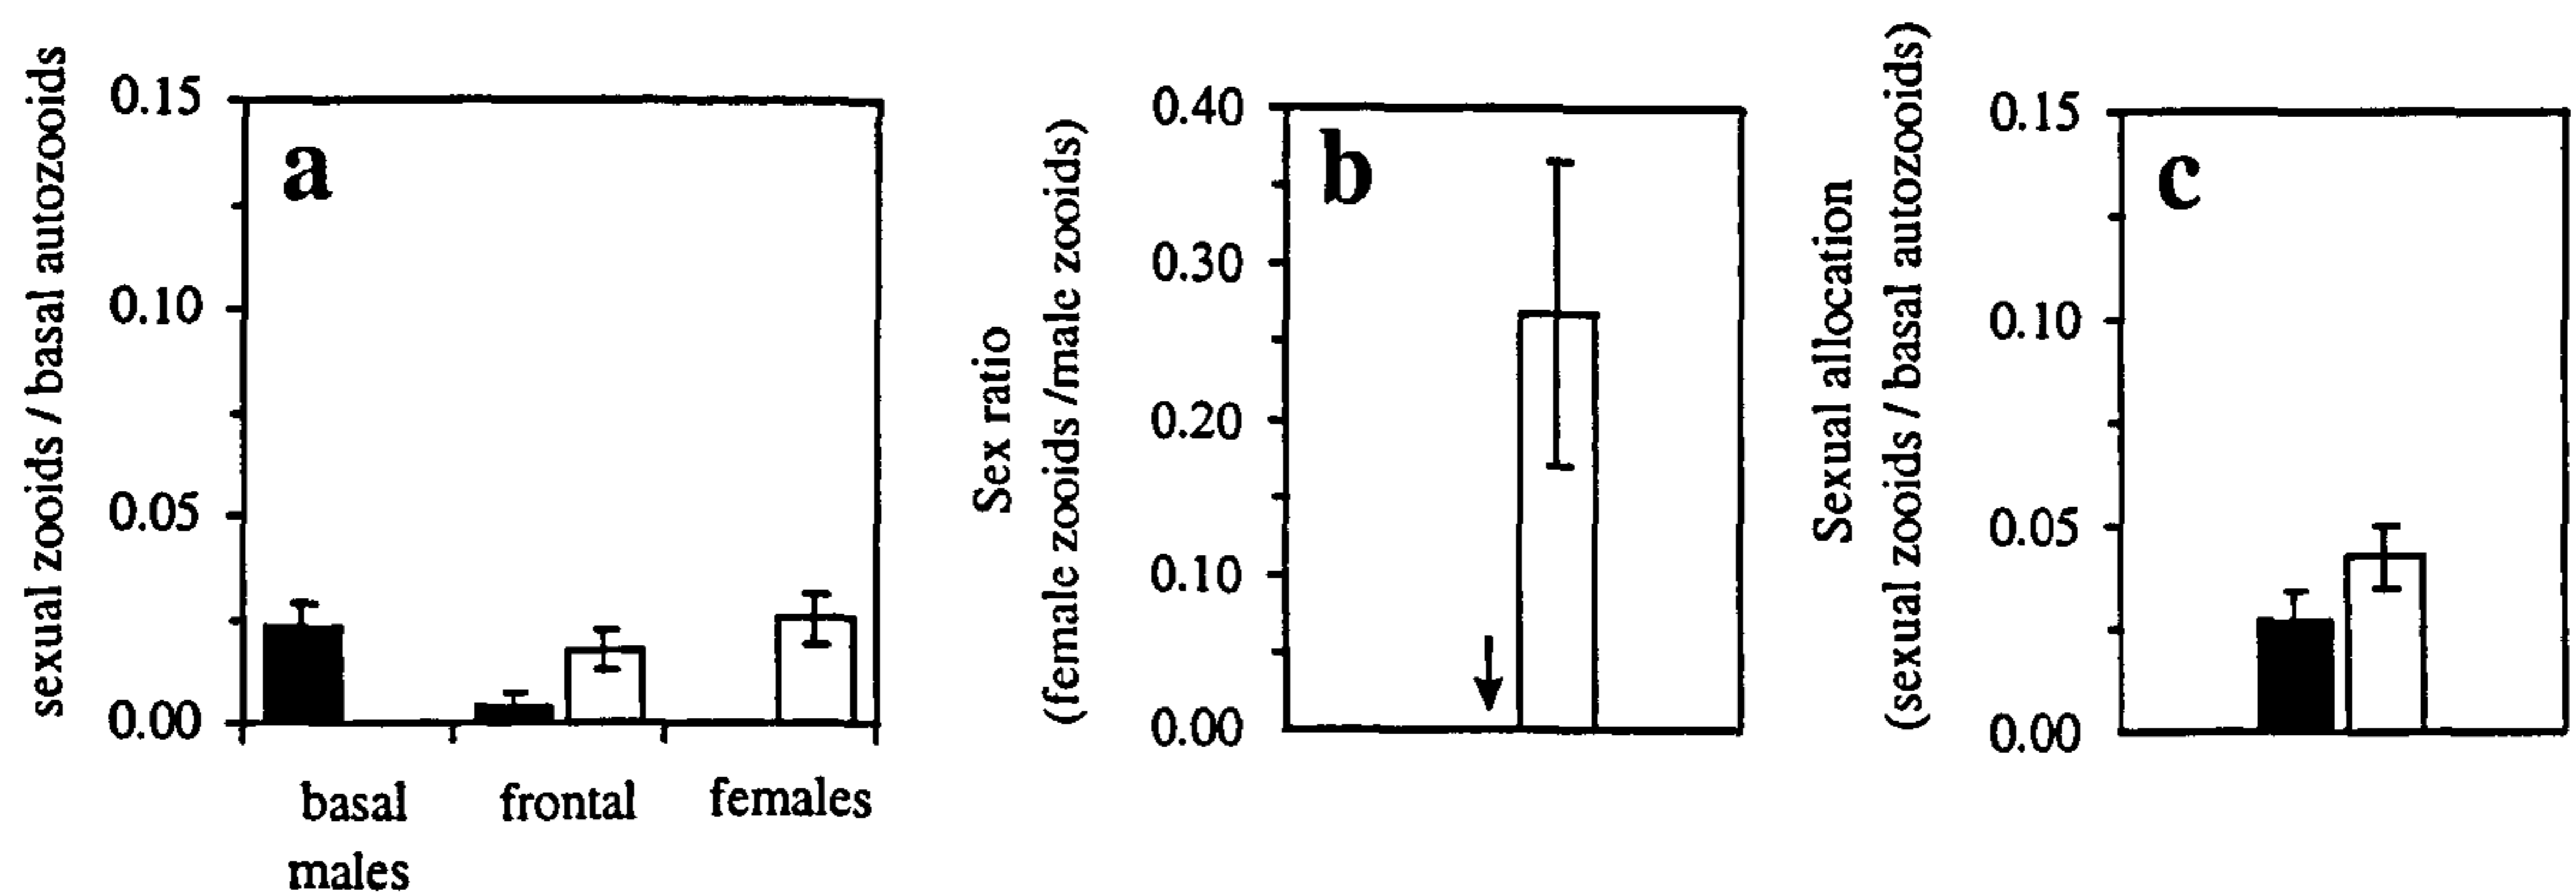 sexual zooids / basal autozooids
0.15
0.10
0.05
0.00
a
basal
frontal
females
males
Sex ratio
(female zooids /male zooids)
0.40
0.30
0.20
0.10
0.00
b
Sexual allocation
(sexual zooids / basal autozooids)
0.15
0.10
0.05
0.00
c